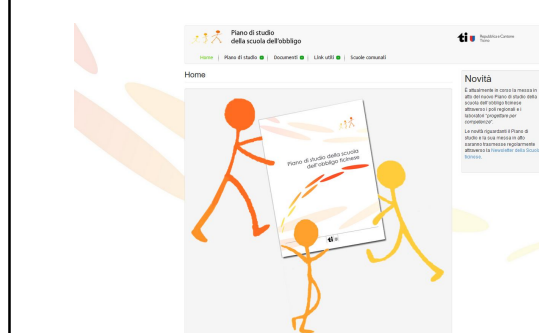 Piano di studio
della scuola dell'obbligo
Repubblica e Cantone
Ticino
Home | Piano di studio | Documenti | Link utili | Scuole comunali
Home
Piano di studio della scuola
dell'obbligo ticinese
ti
Novità
È attualmente in corso la messa in
atto del nuovo Piano di studio della
scuola dell'obbligo ticinese
attraverso i poli regionali e i
laboratori "progettare per
competenze".
Le novità riguardanti il Piano di
studio e la sua messa in atto
saranno trasmesse regolarmente
attraverso la Newsletter della Scuola
ticinese.